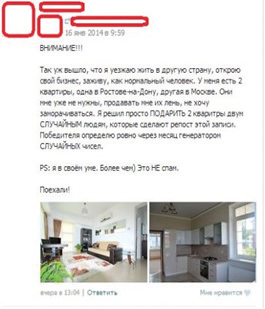 16 янв 2014 в 9:59
ВНИМАНИЕ!!!
Так уж вышло, что я уезжаю жить в другую страну, открою
свой бизнес, заживу, как нормальный человек. У меня есть 2
квартиры, одна в Ростове-на-Дону, другая в Москве. Они
мне уже не нужны, продавать мне их лень, не хочу
заморачиваться. Я решил просто ПОДАРИТЬ 2 квартиры двум
СЛУЧАЙНЫМ людям, которые сделают репост этой записи.
Победителя определю ровно через месяц генератором
СЛУЧАЙНЫХ чисел.
PS: я в своём уме. Более чем) Это НЕ спам.
Поехали!
вчера в 13:04 | Ответить
Мне нравится